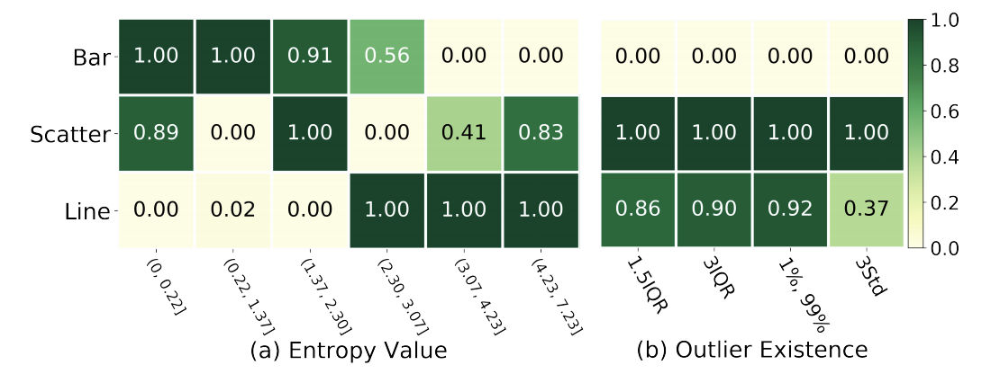 Bar 1.00 1.00 0.91 0.56 0.00 0.00 0.00 0.00 0.00 0.00
Scatter 0.89 0.00 1.00 0.00 0.41 0.83 1.00 1.00 1.00 1.00
Line 0.00 0.02 0.00 1.00 1.00 1.00 0.86 0.90 0.92 0.37
1.0
0.8
0.6
0.4
0.2
0.0
(0, 0.22]
(0.22, 1.37]
(1.37, 2.30]
(2.30, 3.07]
(3.07, 4.23]
(4.23, 7.23]
1.5IQR
3IQR
1%, 99%
3Std
(a) Entropy Value
(b) Outlier Existence